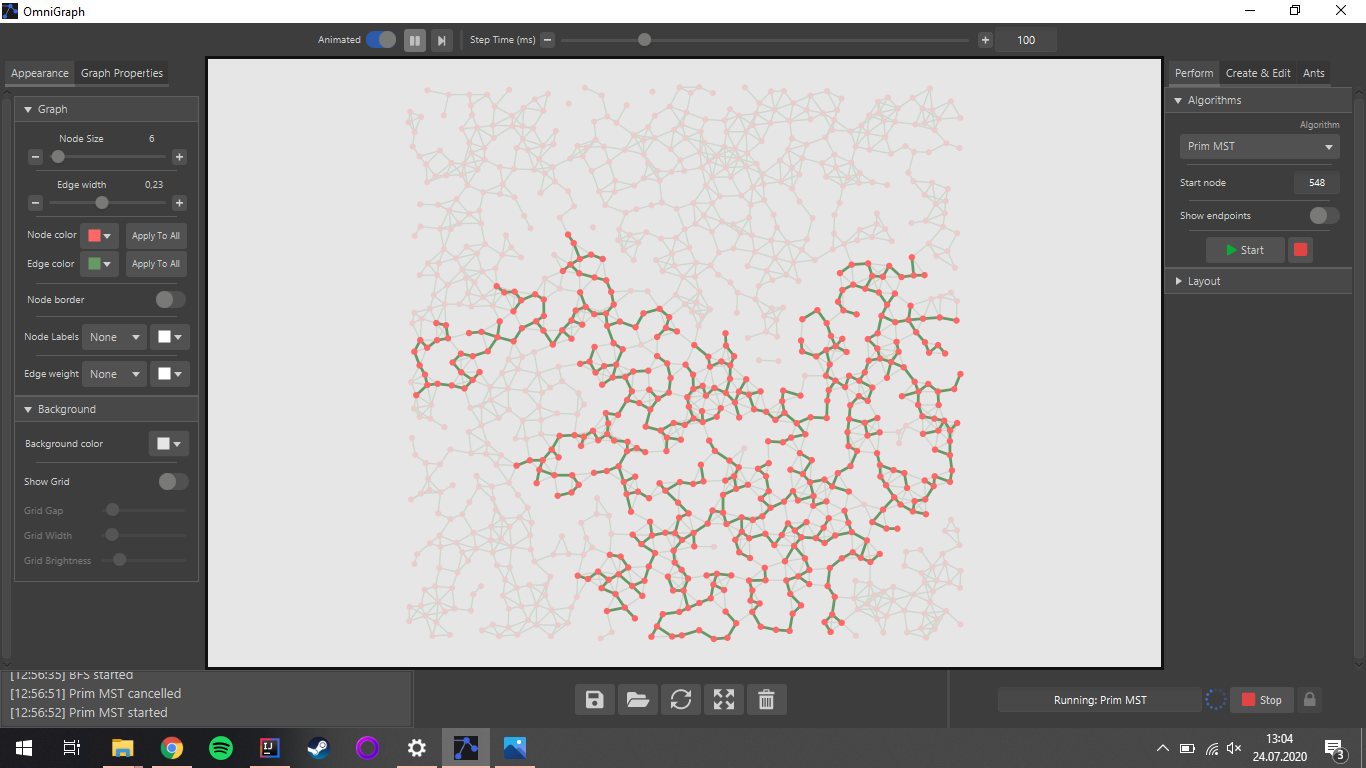 OmniGraph
Animated
Step Time (ms)
100
Appearance
Graph Properties
Graph
Node Size
6
Edge width
0,23
Node color
Apply To All
Edge color
Apply To All
Node border
Node Labels
None
Edge weight
None
Background
Background color
Show Grid
Grid Gap
Grid Width
Grid Brightness
Perform
Create & Edit
Ants
Algorithms
Algorithm
Prim MST
Start node
548
Show endpoints
Start
Layout
[12:56:35] BFS started
[12:56:51] Prim MST cancelled
[12:56:52] Prim MST started
Running: Prim MST
Stop
IJ
13:04
24.07.2020
3